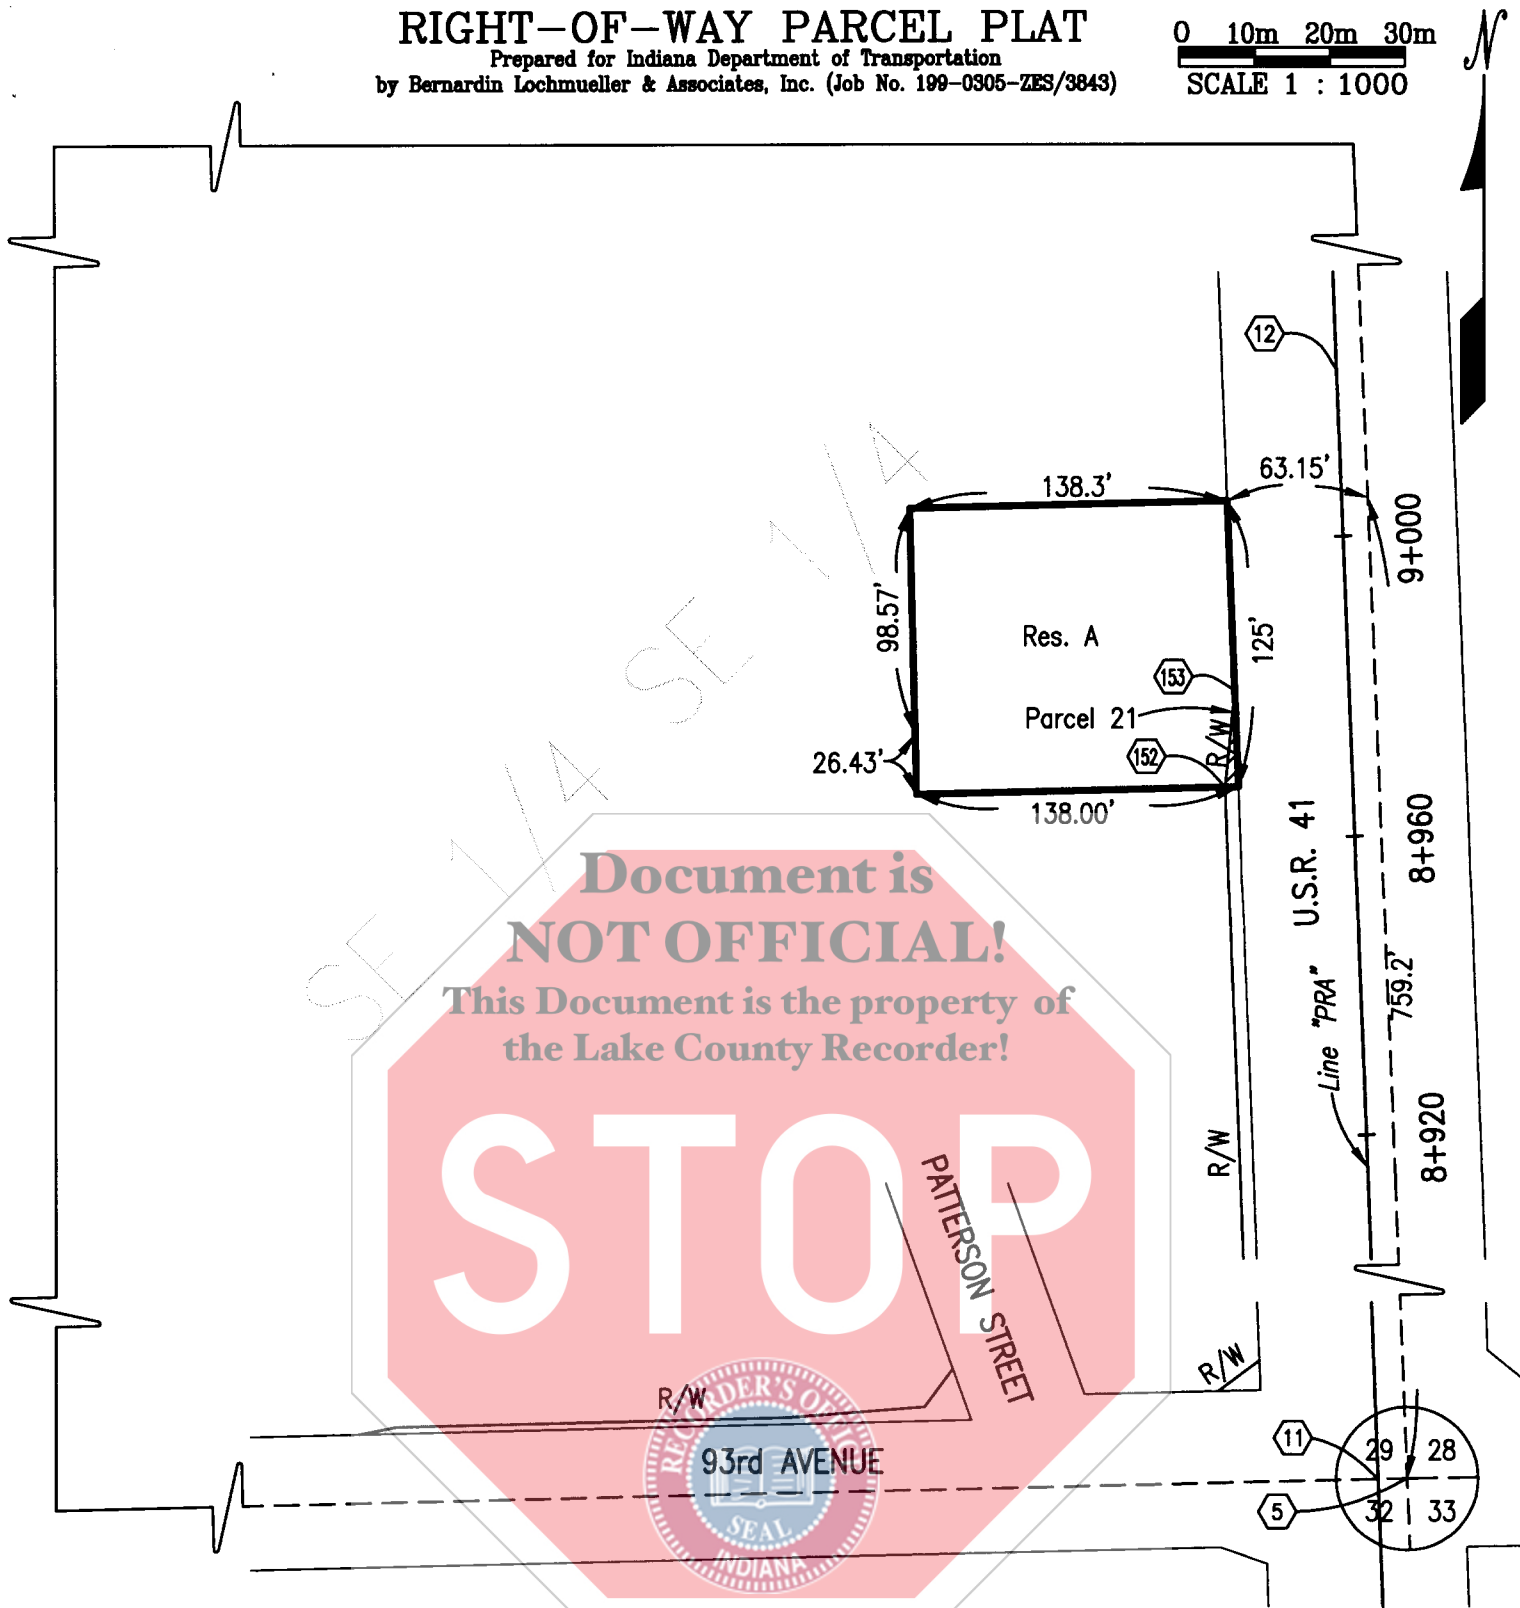 RIGHT-OF-WAY PARCEL PLAT
Prepared for Indiana Department of Transportation
by Bernardin Lochmueller & Associates, Inc. (Job No. 199-0305-ZES/3843)
0 10m 20m 30m
SCALE 1 : 1000
N
12
63.15'
138.3'
9+000
98.57'
Res. A
125'
153
Parcel 21
R/W
152
26.43'
138.00'
SE 1/4 SE 1/4
U.S.R. 41
8+960
Line "PRA"
759.2'
8+920
R/W
Document is
NOT OFFICIAL!
This Document is the property of
the Lake County Recorder!
STOP
PATTERSON STREET
R/W
R/W
93rd AVENUE
RECORDER'S OFFICE
SEAL
INDIANA
11
29 28
5
32 33